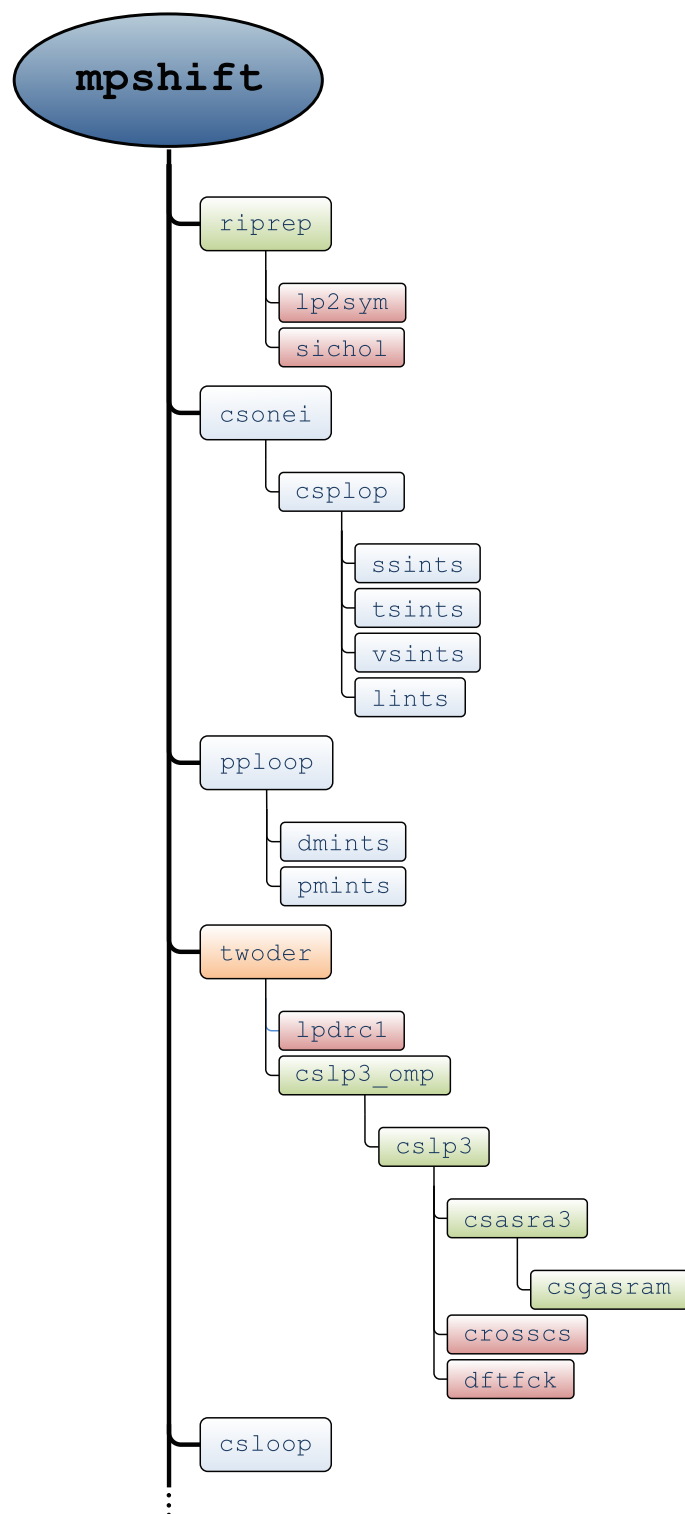 mpshift
riprep
lp2sym
sichol
csonei
csplop
ssints
tsints
vsints
lints
pploop
dmints
pmints
twoder
lpdrc1
cslp3_omp
cslp3
csasra3
csgasram
crosscs
dftfck
csloop